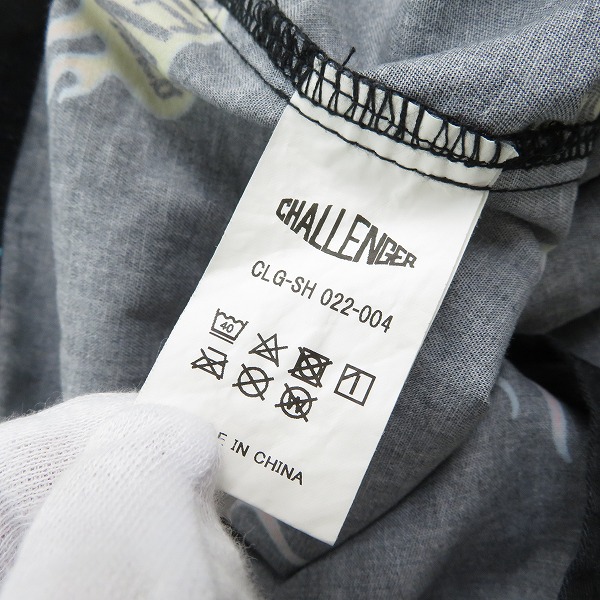 CHALLENGER
CLG-SH 022-004
40
W
IN CHINA